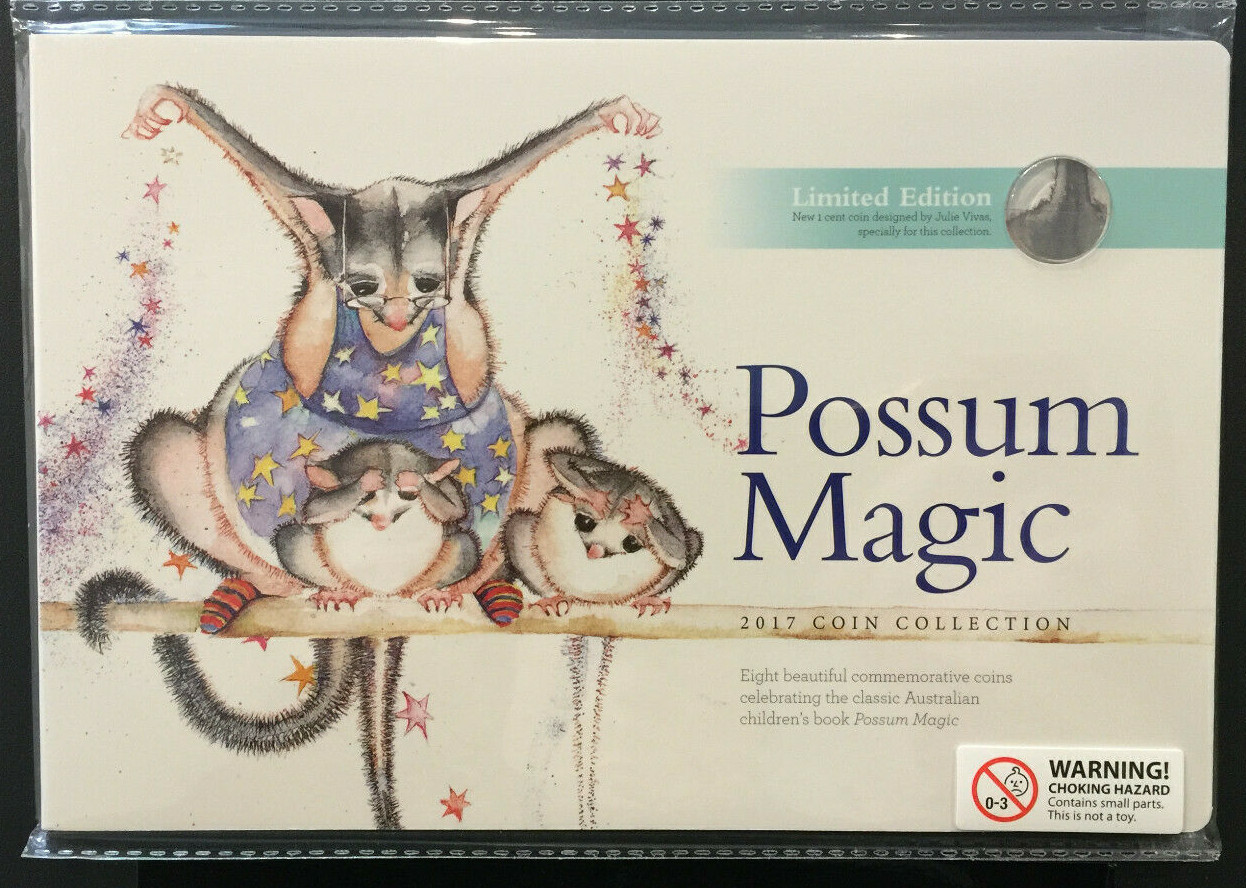 Limited Edition
New 1 cent coin designed by Julie Vivas,
specially for this collection.
Possum
Magic
2017 COIN COLLECTION
Eight beautiful commemorative coins
celebrating the classic Australian
children's book Possum Magic
0-3
WARNING!
CHOKING HAZARD
Contains small parts.
This is not a toy.